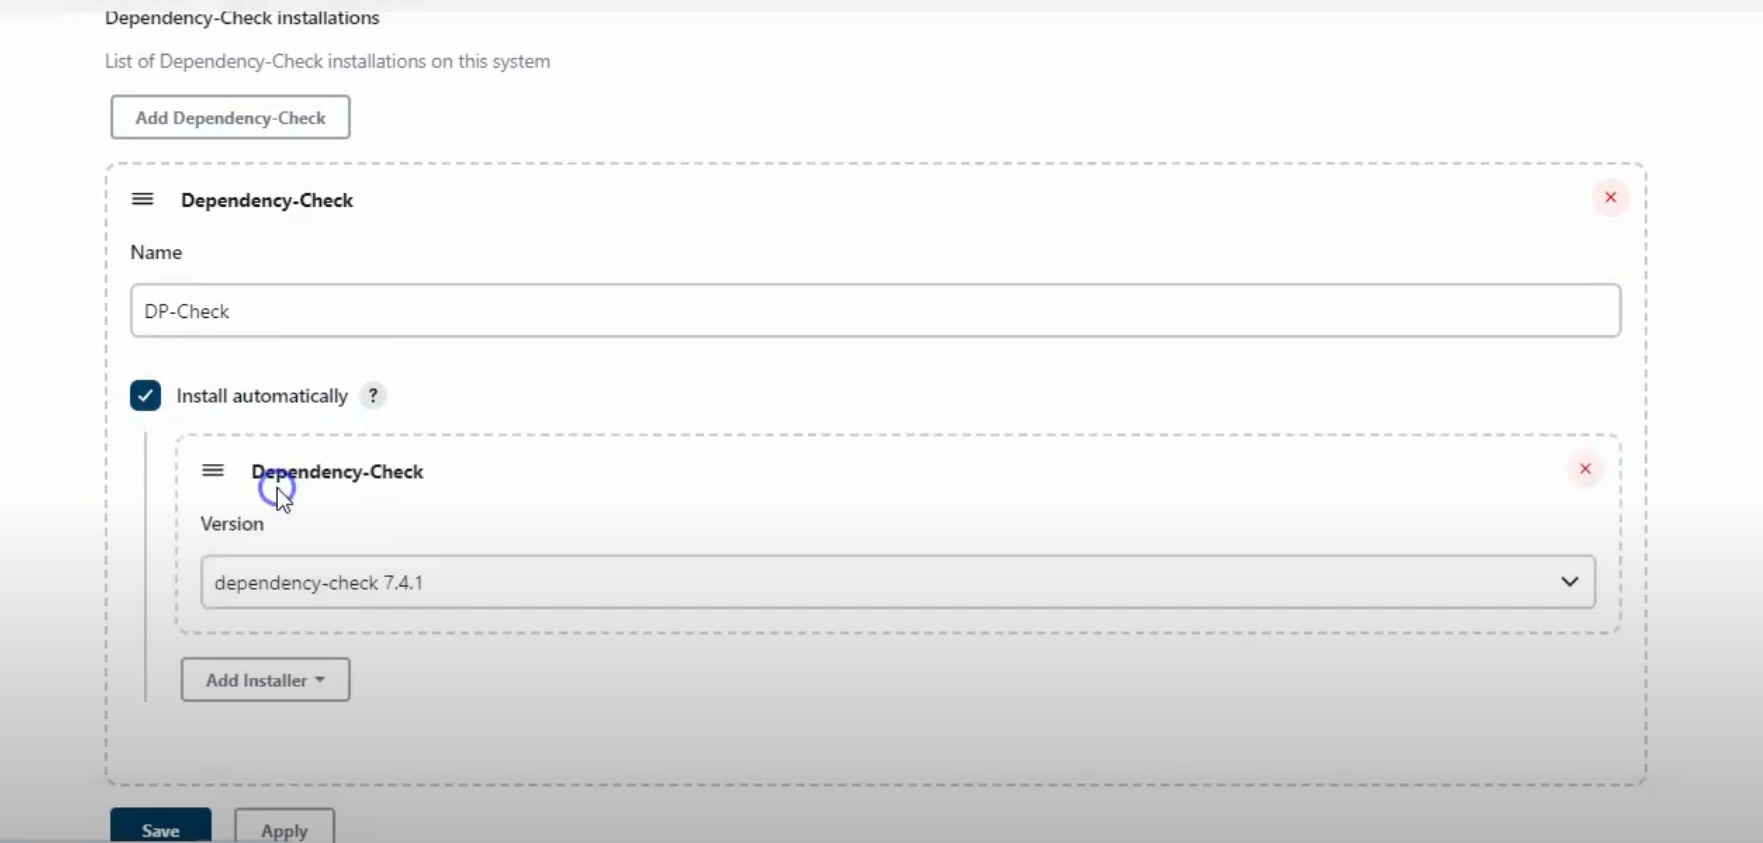 Dependency-Check installations
List of Dependency-Check installations on this system
Add Dependency-Check
Dependency-Check
Name
DP-Check
Install automatically ?
Dependency-Check
Version
dependency-check 7.4.1
Add Installer
Save Apply